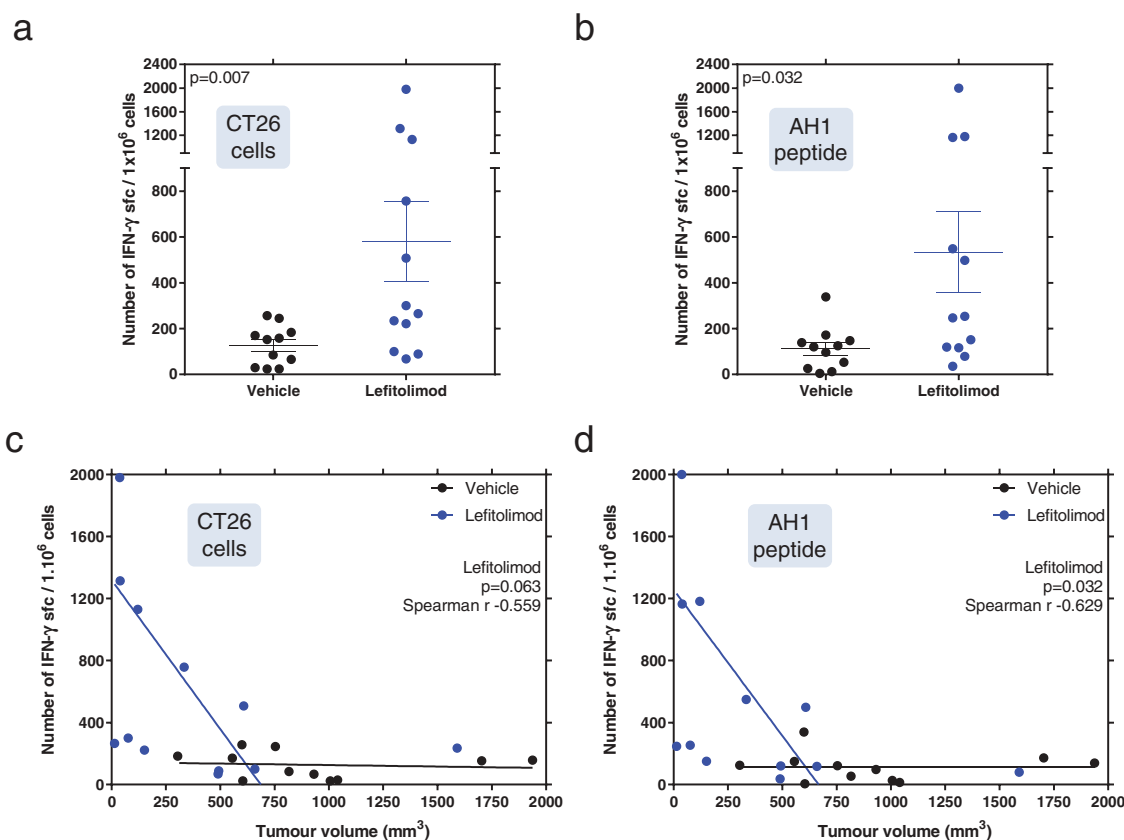 a
Number of IFN-γ sfc / 1x10⁶ cells
2400
2000
1600
1200
800
600
400
200
0
p=0.007
CT26
cells
Vehicle
Lefitolimod
b
Number of IFN-γ sfc / 1x10⁶ cells
2400
2000
1600
1200
800
600
400
200
0
p=0.032
AH1
peptide
Vehicle
Lefitolimod
c
Number of IFN-γ sfc / 1.10⁶ cells
2000
1600
1200
800
400
0
CT26
cells
Vehicle
Lefitolimod
Lefitolimod
p=0.063
Spearman r -0.559
0 250 500 750 1000 1250 1500 1750 2000
Tumour volume (mm³)
d
Number of IFN-γ sfc / 1.10⁶ cells
2000
1600
1200
800
400
0
AH1
peptide
Vehicle
Lefitolimod
Lefitolimod
p=0.032
Spearman r -0.629
0 250 500 750 1000 1250 1500 1750 2000
Tumour volume (mm³)